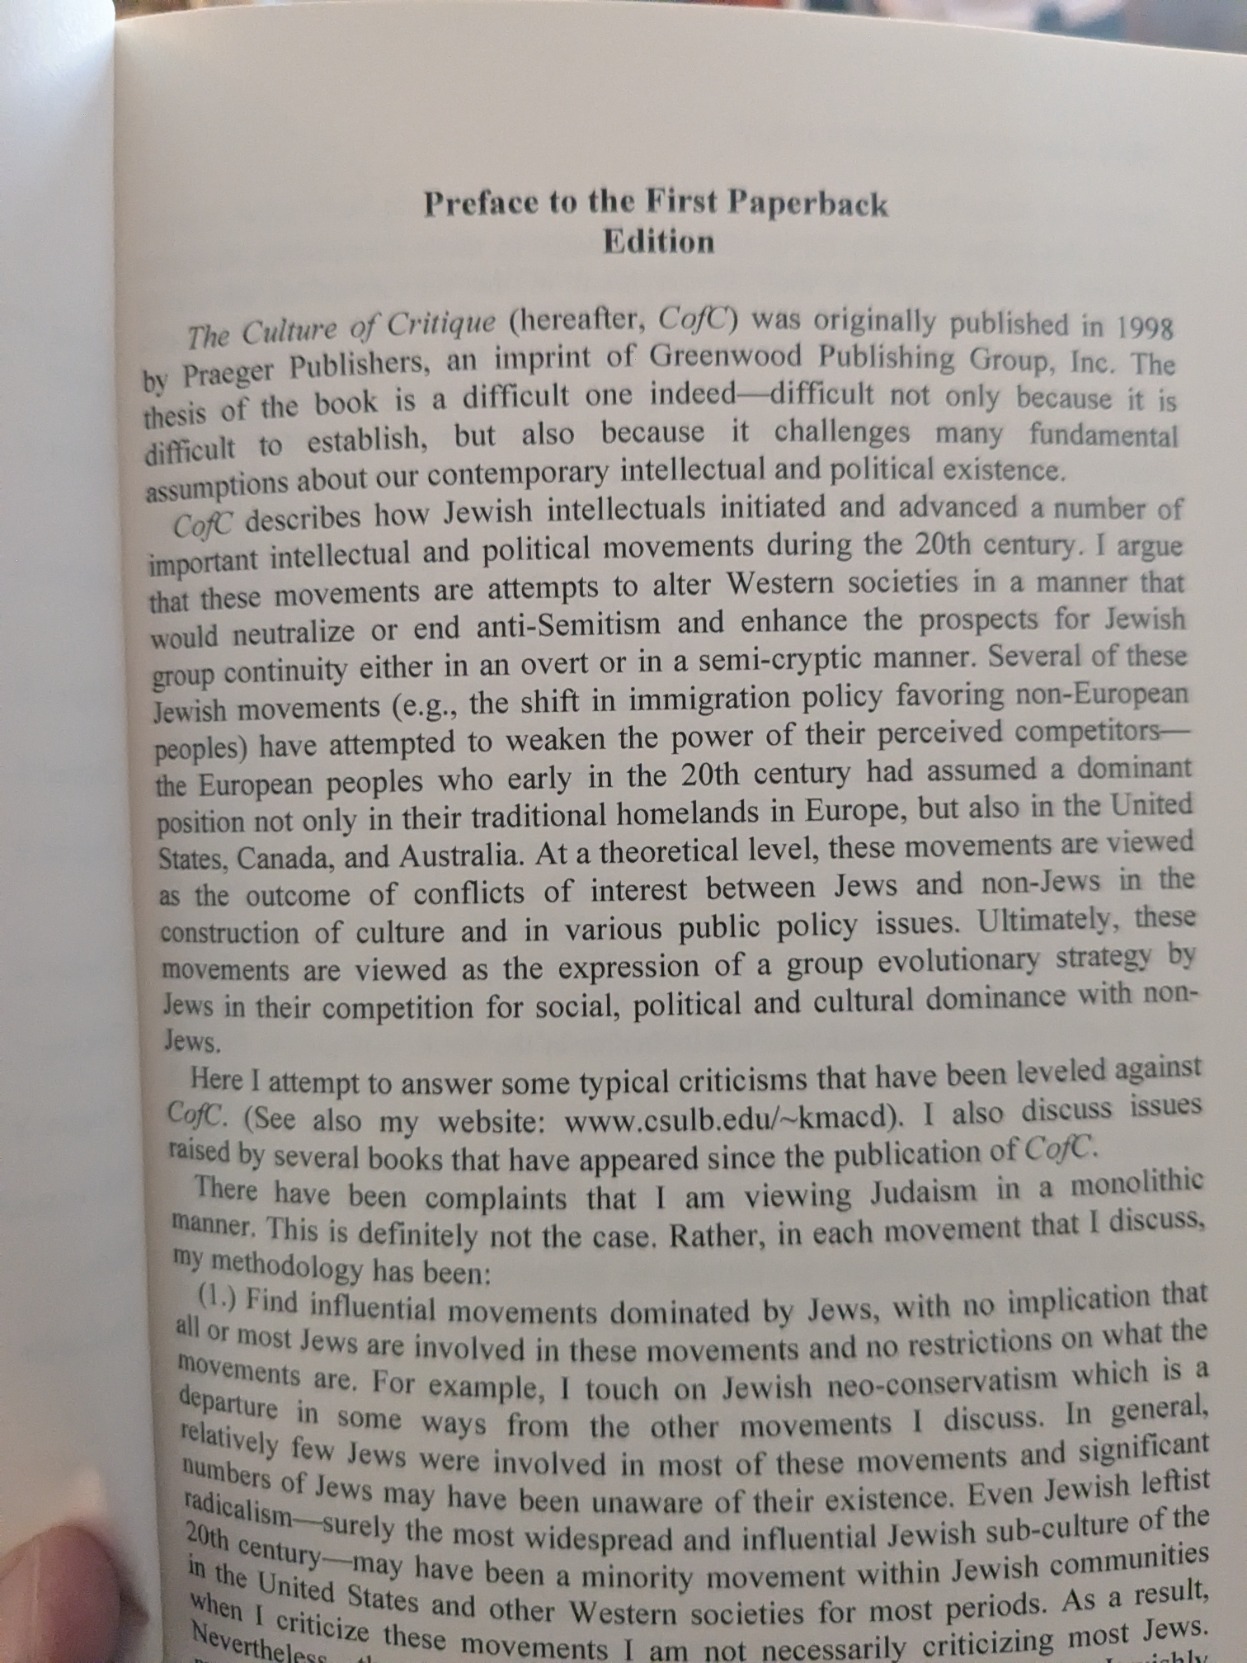 Preface to the First Paperback
Edition
The Culture of Critique (hereafter, CofC) was originally published in 1998
by Praeger Publishers, an imprint of Greenwood Publishing Group, Inc. The
thesis of the book is a difficult one indeed—difficult not only because it is
difficult to establish, but also because it challenges many fundamental
assumptions about our contemporary intellectual and political existence.
CofC describes how Jewish intellectuals initiated and advanced a number of
important intellectual and political movements during the 20th century. I argue
that these movements are attempts to alter Western societies in a manner that
would neutralize or end anti-Semitism and enhance the prospects for Jewish
group continuity either in an overt or in a semi-cryptic manner. Several of these
Jewish movements (e.g., the shift in immigration policy favoring non-European
peoples) have attempted to weaken the power of their perceived competitors—
the European peoples who early in the 20th century had assumed a dominant
position not only in their traditional homelands in Europe, but also in the United
States, Canada, and Australia. At a theoretical level, these movements are viewed
as the outcome of conflicts of interest between Jews and non-Jews in the
construction of culture and in various public policy issues. Ultimately, these
movements are viewed as the expression of a group evolutionary strategy by
Jews in their competition for social, political and cultural dominance with non-
Jews.
Here I attempt to answer some typical criticisms that have been leveled against
CofC. (See also my website: www.csulb.edu/~kmacd). I also discuss issues
raised by several books that have appeared since the publication of CofC.
There have been complaints that I am viewing Judaism in a monolithic
manner. This is definitely not the case. Rather, in each movement that I discuss,
my methodology has been:
(1.) Find influential movements dominated by Jews, with no implication that
all or most Jews are involved in these movements and no restrictions on what the
movements are. For example, I touch on Jewish neo-conservatism which is a
departure in some ways from the other movements I discuss. In general,
relatively few Jews were involved in most of these movements and significant
numbers of Jews may have been unaware of their existence. Even Jewish leftist
radicalism—surely the most widespread and influential Jewish sub-culture of the
20th century—may have been a minority movement within Jewish communities
in the United States and other Western societies for most periods. As a result,
when I criticize these movements I am not necessarily criticizing most Jews.
Nevertheless